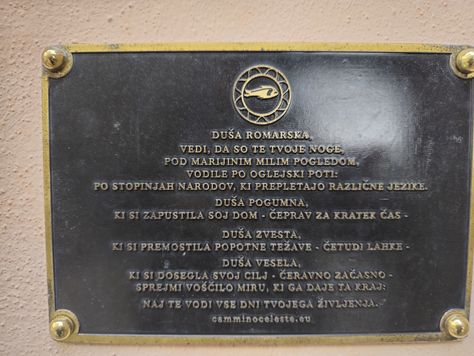 DUŠA ROMARSKA,
VEDI, DA SO TE TVOJE NOGE,
POD MARIJINIM MILIM POGLEDOM,
VODILE PO OGLEJSKI POTI:
PO STOPINJAH NARODOV, KI PREPLETAJO RAZLIČNE JEZIKE.
DUŠA POGUMNA,
KI SI ZAPUSTILA SOJ DOM - ČEPRAV ZA KRATEK ČAS -
DUŠA ZVESTA,
KI SI PREMOSTILA POPOTNE TEŽAVE - ČETUDI LAHKE -
DUŠA VESELA,
KI SI DOSEGLA SVOJ CILJ - ČERAVNO ZAČASNO -
SPREJMI VOŠČILO MIRU, KI GA DAJE TA KRAJ:
NAJ TE VODI VSE DNI TVOJEGA ŽIVLJENJA.
camminoceleste.eu